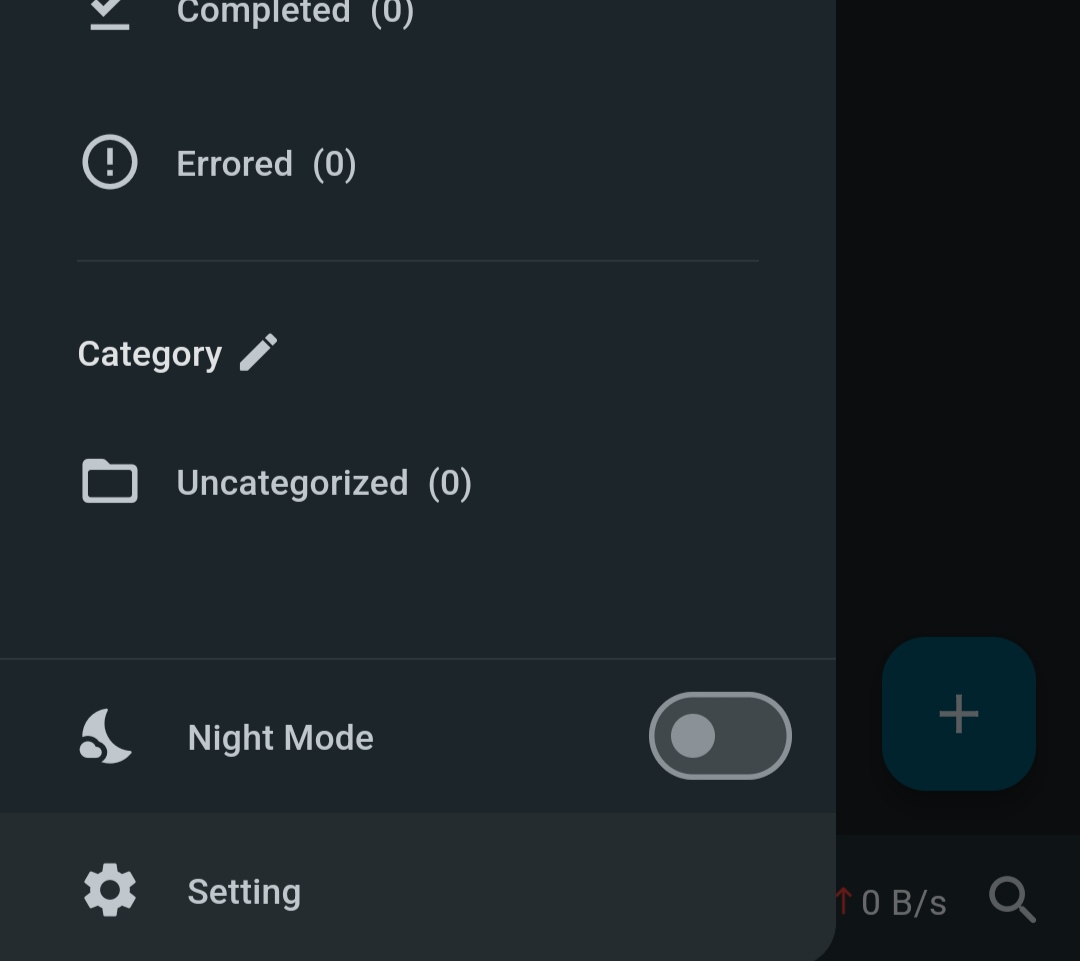 Completed (0)
Errored (0)
Category
Uncategorized (0)
Night Mode
Setting
↑ 0 B/s